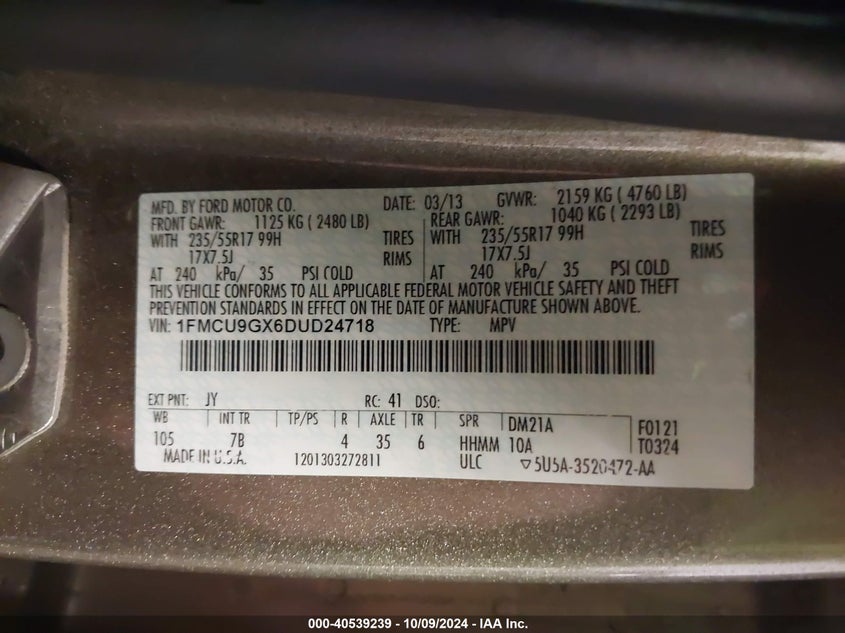 MFD. BY FORD MOTOR CO. DATE: 03/13 GVWR: 2159 KG ( 4760 LB)
FRONT GAWR: 1125 KG ( 2480 LB) REAR GAWR: 1040 KG ( 2293 LB)
WITH 235/55R17 99H TIRES WITH 235/55R17 99H TIRES
17X7.5J RIMS 17X7.5J RIMS
AT 240 kPa/ 35 PSI COLD AT 240 kPa/ 35 PSI COLD
THIS VEHICLE CONFORMS TO ALL APPLICABLE FEDERAL MOTOR VEHICLE SAFETY AND THEFT
PREVENTION STANDARDS IN EFFECT ON THE DATE OF MANUFACTURE SHOWN ABOVE.
VIN: 1FMCU9GX6DUD24718 TYPE: MPV
EXT PNT: JY RC: 41 DSO:
WB INT TR TP/PS R AXLE TR SPR DM21A F0121
105 7B 4 35 6 HHMM 10A T0324
MADE IN U.S.A. 1201303272811 ULC ▽5U5A-3520472-AA
000-40539239 - 10/09/2024 - IAA Inc.